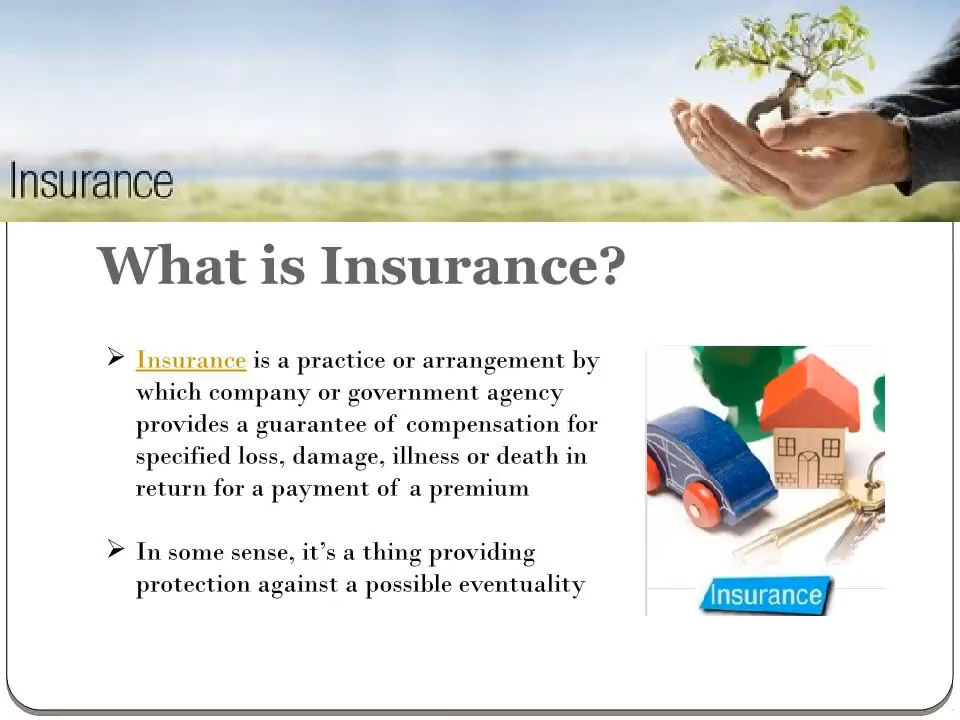 Insurance
What is Insurance?
➢ Insurance is a practice or arrangement by
which company or government agency
provides a guarantee of compensation for
specified loss, damage, illness or death in
return for a payment of a premium
➢ In some sense, it’s a thing providing
protection against a possible eventuality
Insurance